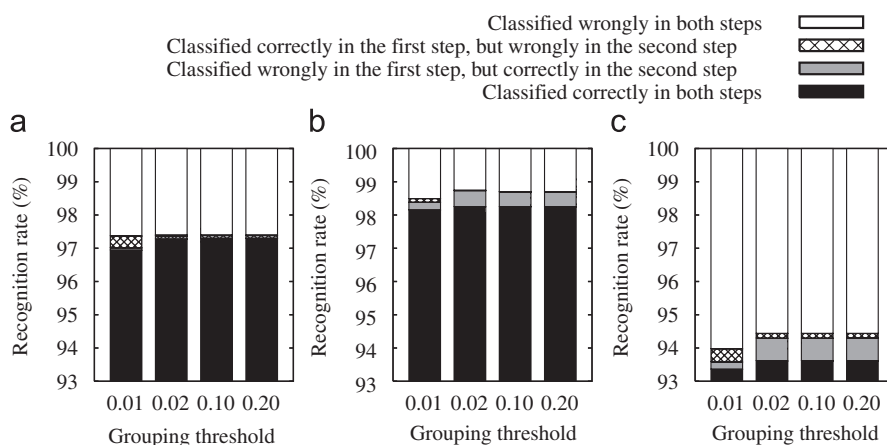 Classified wrongly in both steps
Classified correctly in the first step, but wrongly in the second step
Classified wrongly in the first step, but correctly in the second step
Classified correctly in both steps
a
100
99
98
97
96
95
94
93
Recognition rate (%)
0.01 0.02 0.10 0.20
Grouping threshold
b
100
99
98
97
96
95
94
93
Recognition rate (%)
0.01 0.02 0.10 0.20
Grouping threshold
c
100
99
98
97
96
95
94
93
Recognition rate (%)
0.01 0.02 0.10 0.20
Grouping threshold